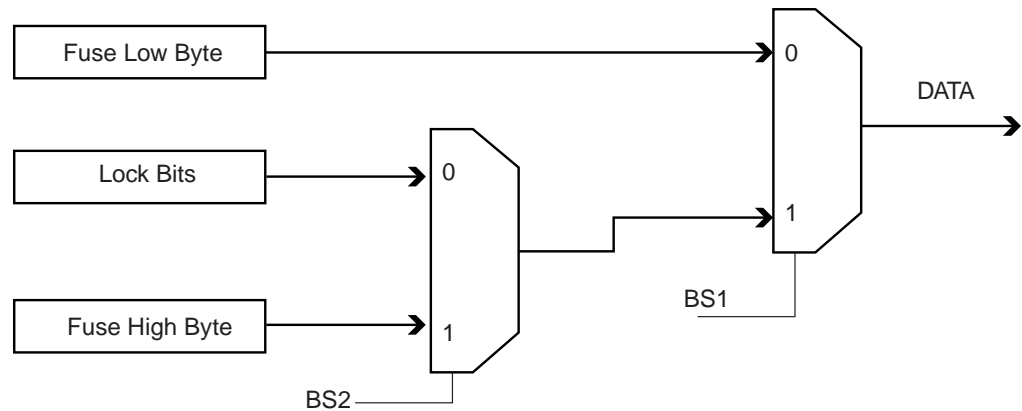 Fuse Low Byte
0
DATA
Lock Bits
0
1
BS1
Fuse High Byte
1
BS2